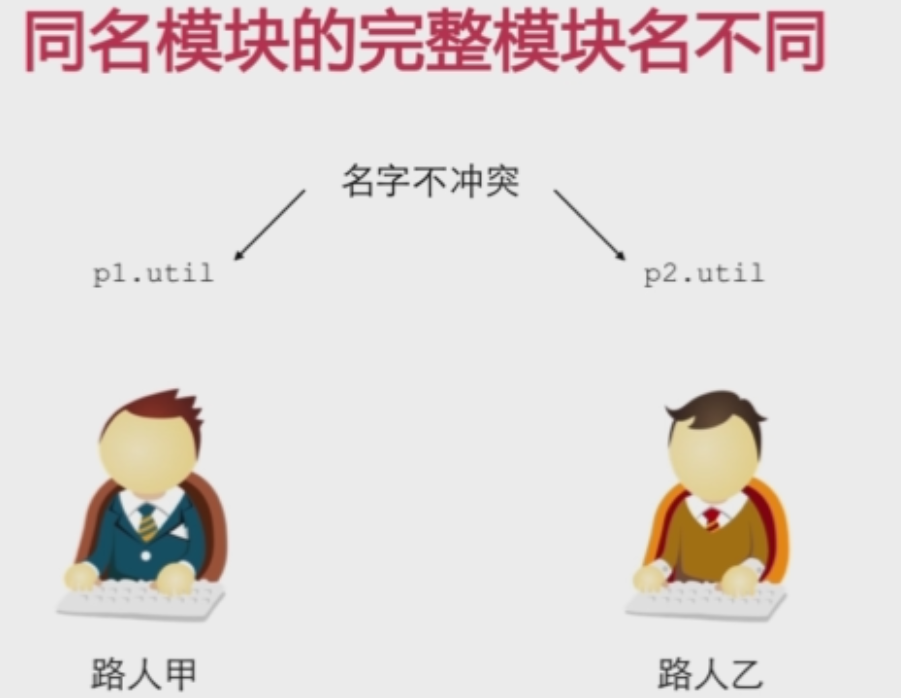 同名模块的完整模块名不同
名字不冲突
p1.util
p2.util
路人甲
路人乙